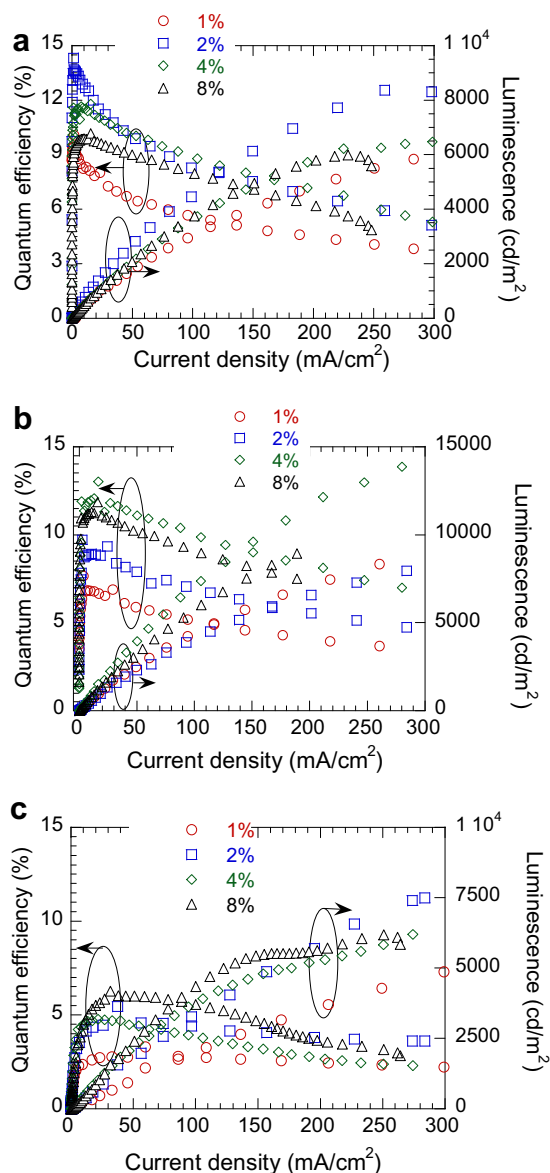 a
1%
2%
4%
8%
15
12
9
6
3
0
Quantum efficiency (%)
1 10⁴
8000
6000
4000
2000
0
Luminescence (cd/m²)
0 50 100 150 200 250 300
Current density (mA/cm²)
b
1%
2%
4%
8%
15
10
5
0
Quantum efficiency (%)
15000
10000
5000
0
Luminescence (cd/m²)
0 50 100 150 200 250 300
Current density (mA/cm²)
c
1%
2%
4%
8%
15
10
5
0
Quantum efficiency (%)
1 10⁴
7500
5000
2500
0
Luminescence (cd/m²)
0 50 100 150 200 250 300
Current density (mA/cm²)